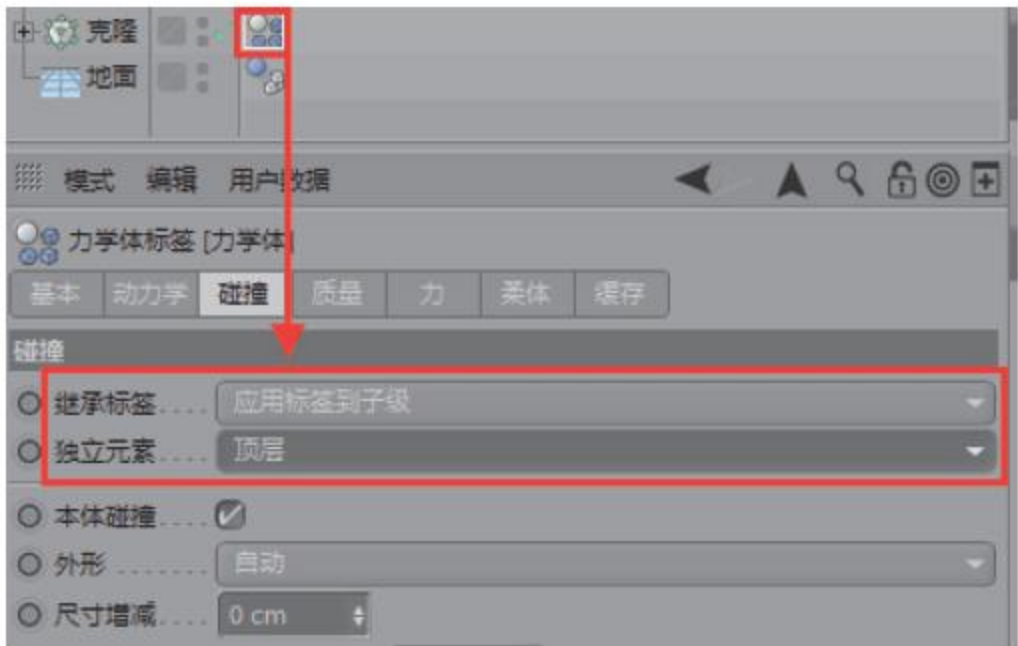 克隆
地面
模式 编辑 用户数据
力学体标签 [力学体]
基本 动力学 碰撞 质量 力 柔体 缓存
碰撞
继承标签.... 应用标签到子级
独立元素.... 顶层
本体碰撞....
外形....... 自动
尺寸增减.... 0 cm